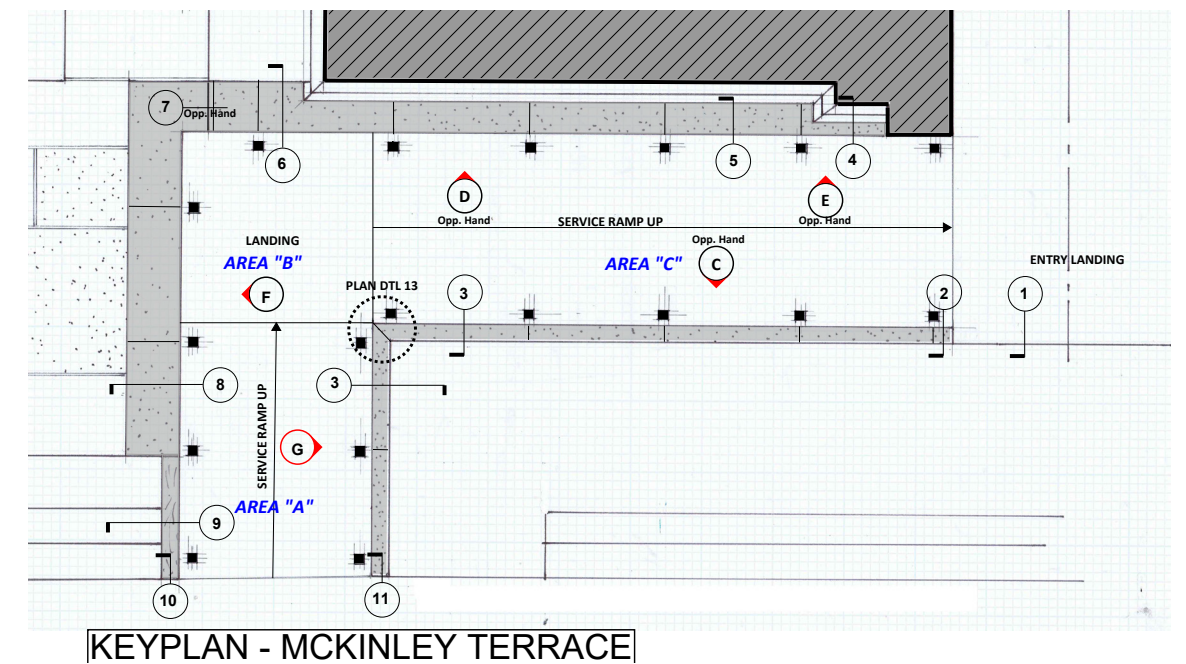 7
Opp. Hand
6
5
4
D
Opp. Hand
E
Opp. Hand
SERVICE RAMP UP
LANDING
AREA "B"
F
Opp. Hand
C
AREA "C"
ENTRY LANDING
PLAN DTL 13
3
2
1
8
3
SERVICE RAMP UP
G
AREA "A"
9
10
11
KEYPLAN - MCKINLEY TERRACE